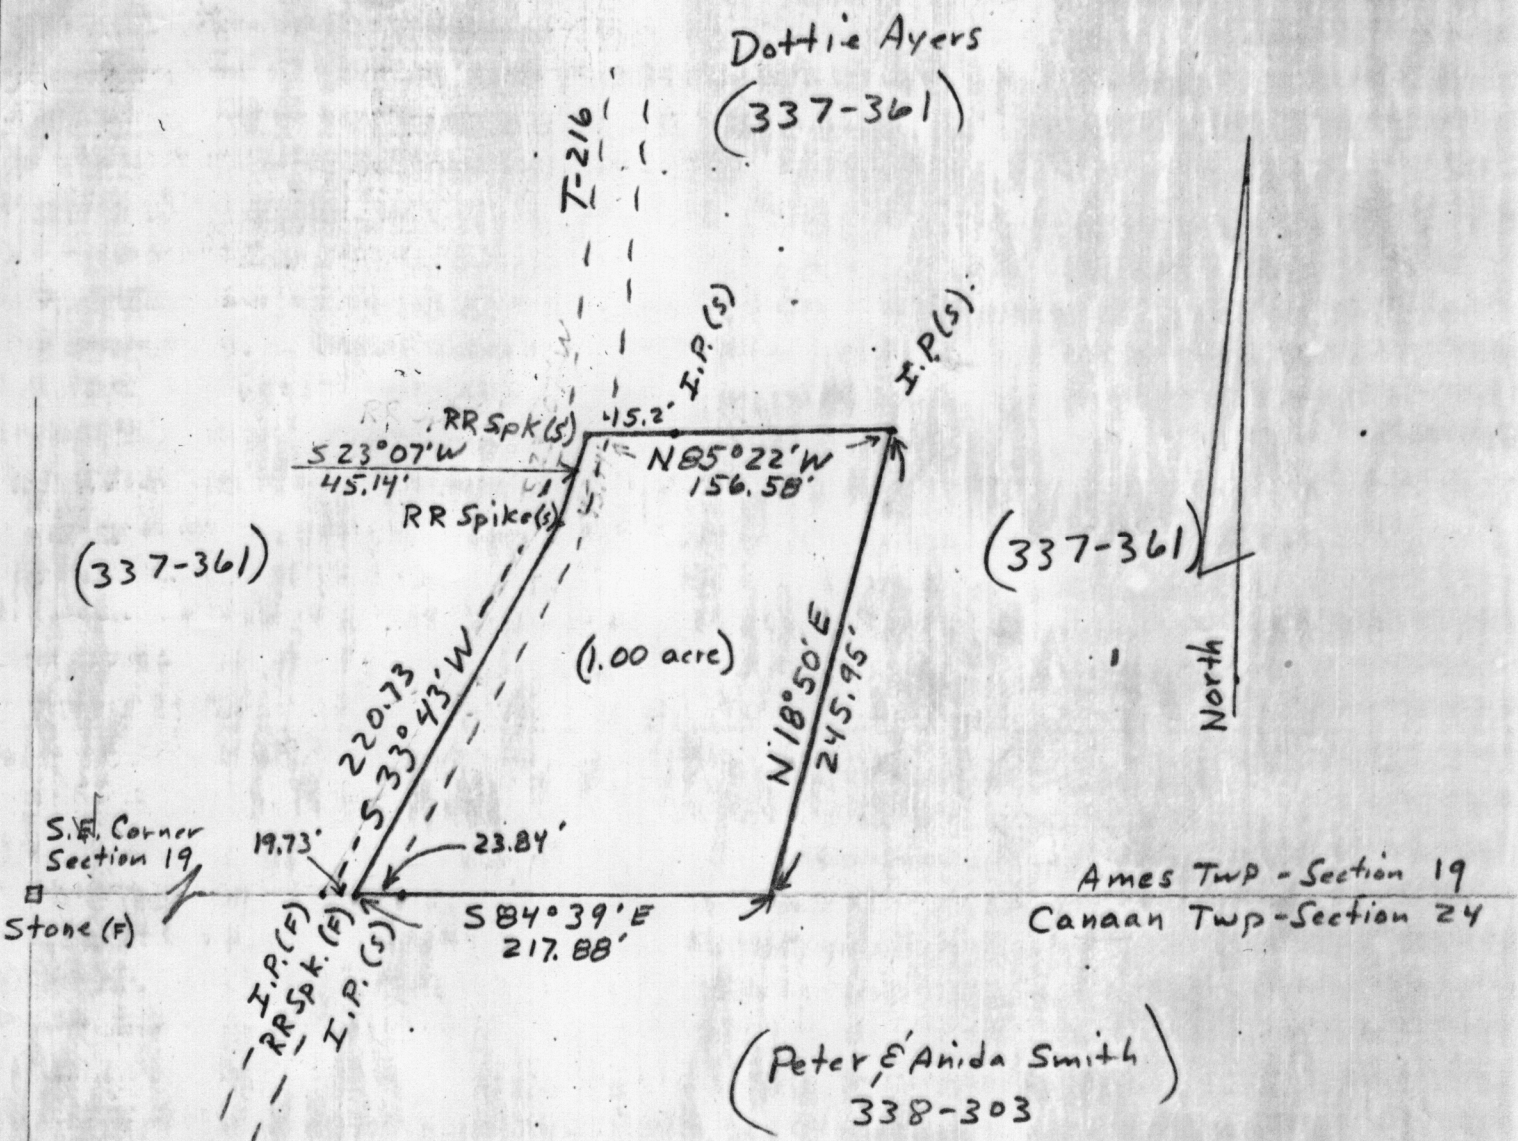 Dottie Ayers
(337-361)
T-216
I.P.(S)
I.P.(S).
RR Spk(S)
45.2'
S23°07'W
45.14'
N85°22'W
156.58'
RR Spike(s)
(337-361)
(337-361)
(1.00 acre)
220.73
S 33°43'W
N 18°50'E
245.95'
North
S.E. Corner
Section 19
19.73'
23.84'
Stone (F)
S84°39'E
217.88'
Ames Twp - Section 19
Canaan Twp-Section 24
I.P.(F)
RR Spk.(F)
I.P.(S)
(Peter & Anida Smith)
338-303